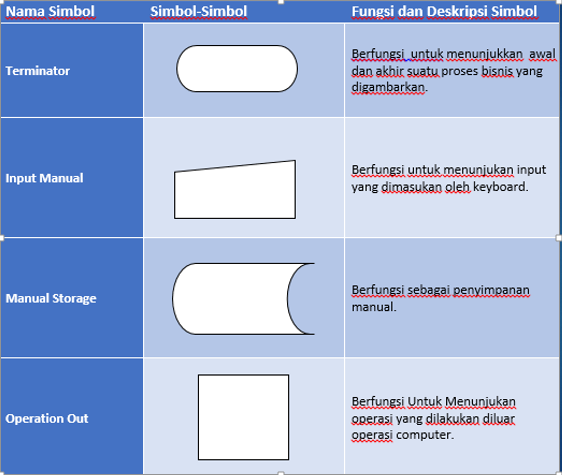 Nama Simbol
Simbol-Simbol
Fungsi dan Deskripsi Simbol
Terminator
Berfungsi untuk menunjukkan awal
dan akhir suatu proses bisnis yang
digambarkan.
Input Manual
Berfungsi untuk menunjukan input
yang dimasukan oleh keyboard.
Manual Storage
Berfungsi sebagai penyimpanan
manual.
Operation Out
Berfungsi Untuk Menunjukan
operasi yang dilakukan diluar
operasi computer.